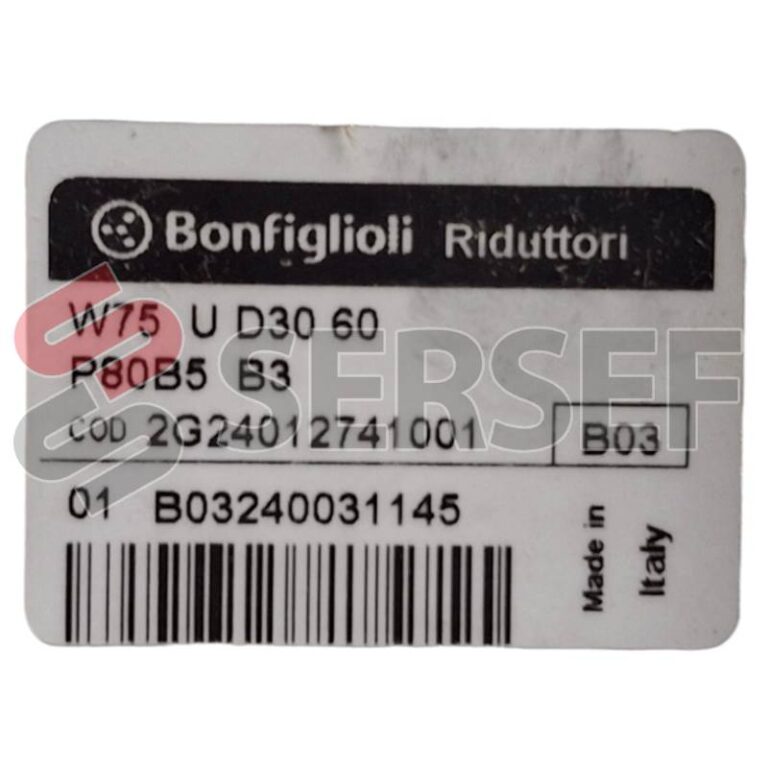 Bonfiglioli Riduttori
W75 U D30 60
P80B5 B3
COD 2G24012741001 B03
01 B03240031145
Made in
Italy
SERSEF